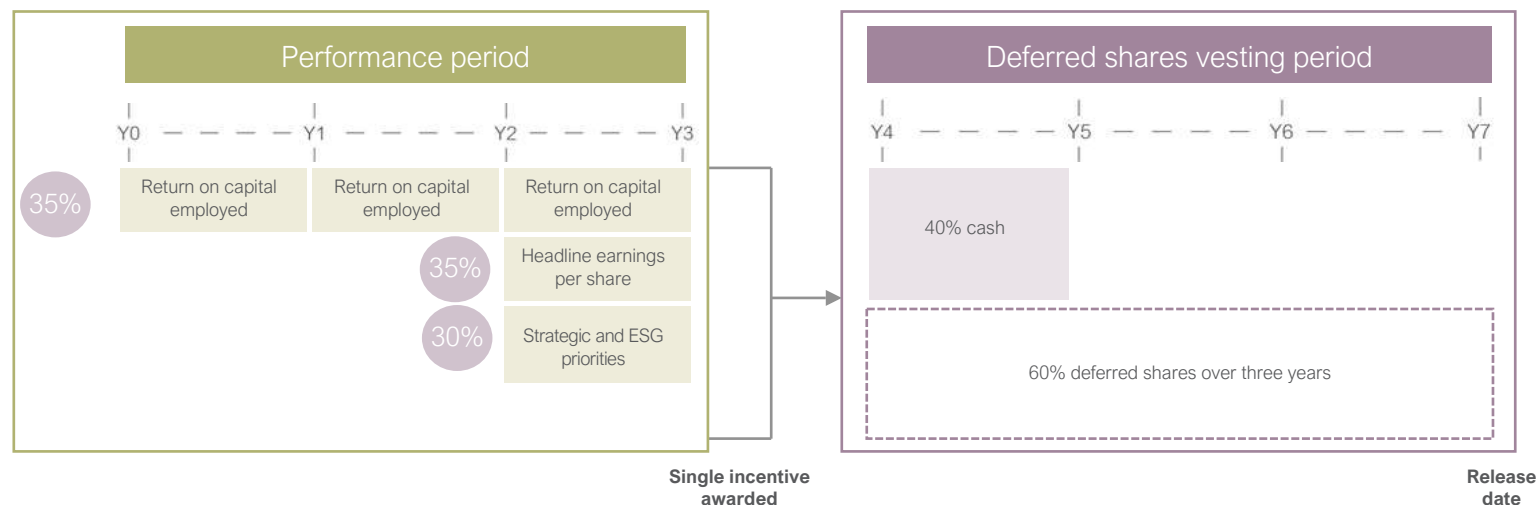 Performance period
Y0
Y1
Y2
Y3
35%
Return on capital
employed
Return on capital
employed
Return on capital
employed
35%
Headline earnings
per share
30%
Strategic and ESG
priorities
Single incentive
awarded
Deferred shares vesting period
Y4
Y5
Y6
Y7
40% cash
60% deferred shares over three years
Release
date